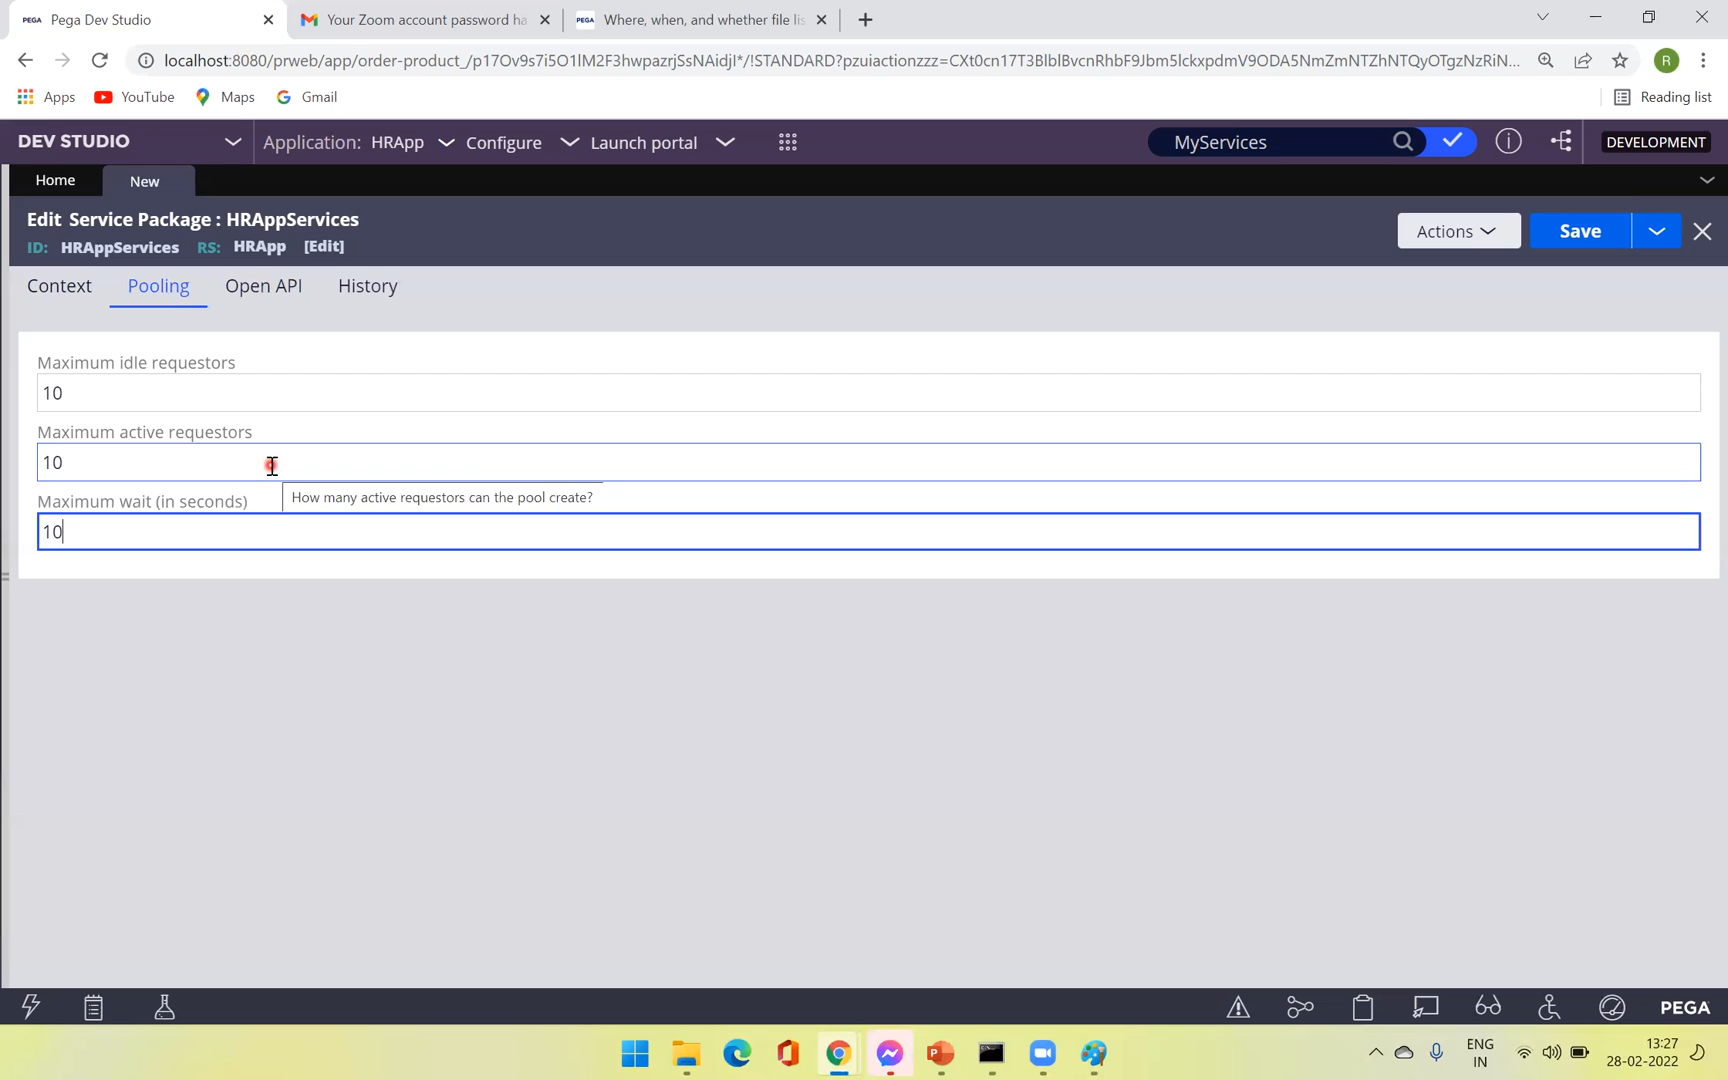 PEGA Pega Dev Studio
Your Zoom account password ha
PEGA Where, when, and whether file lis
localhost:8080/prweb/app/order-product_/p17Ov9s7i5O1lM2F3hwpazrjSsNAidjI*/!STANDARD?pzuiactionzzz=CXt0cn17T3BlblBvcnRhbF9Jbm5lckxpdmV9ODA5NmZmNTZhNTQyOTgzNzRiN...
R
Apps YouTube Maps Gmail Reading list
DEV STUDIO Application: HRApp Configure Launch portal MyServices DEVELOPMENT
Home New
Edit Service Package : HRAppServices
ID: HRAppServices RS: HRApp [Edit]
Actions Save
Context Pooling Open API History
Maximum idle requestors
10
Maximum active requestors
10
How many active requestors can the pool create?
Maximum wait (in seconds)
10
PEGA
ENG
IN
13:27
28-02-2022